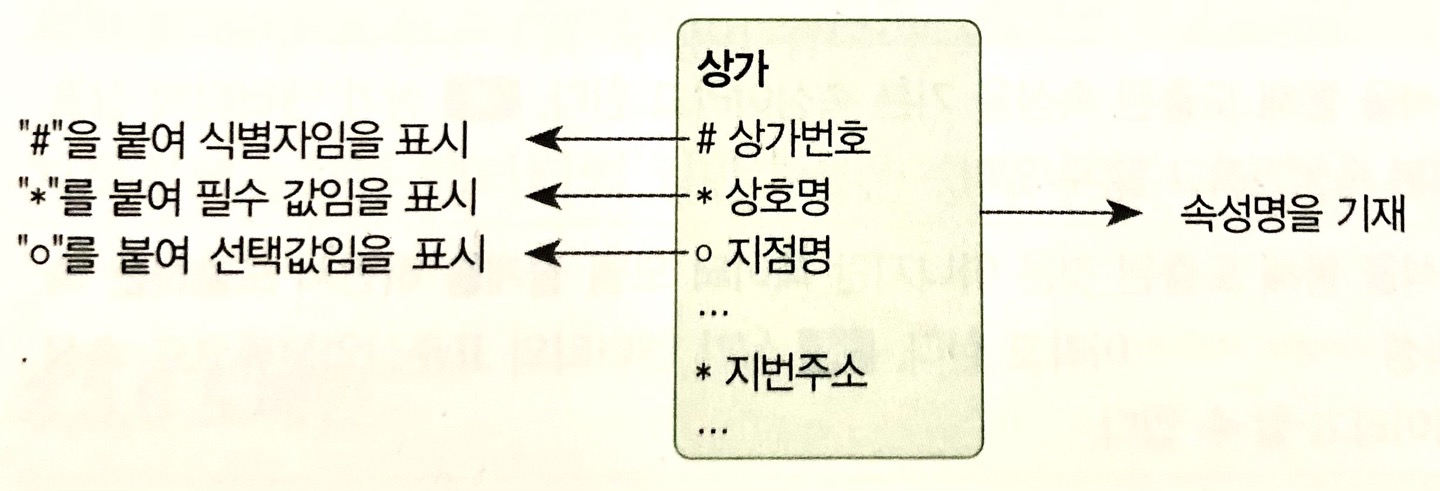 상가
"#"을 붙여 식별자임을 표시
# 상가번호
"*"를 붙여 필수 값임을 표시
* 상호명
속성명을 기재
"o"를 붙여 선택값임을 표시
o 지점명
...
* 지번주소
...